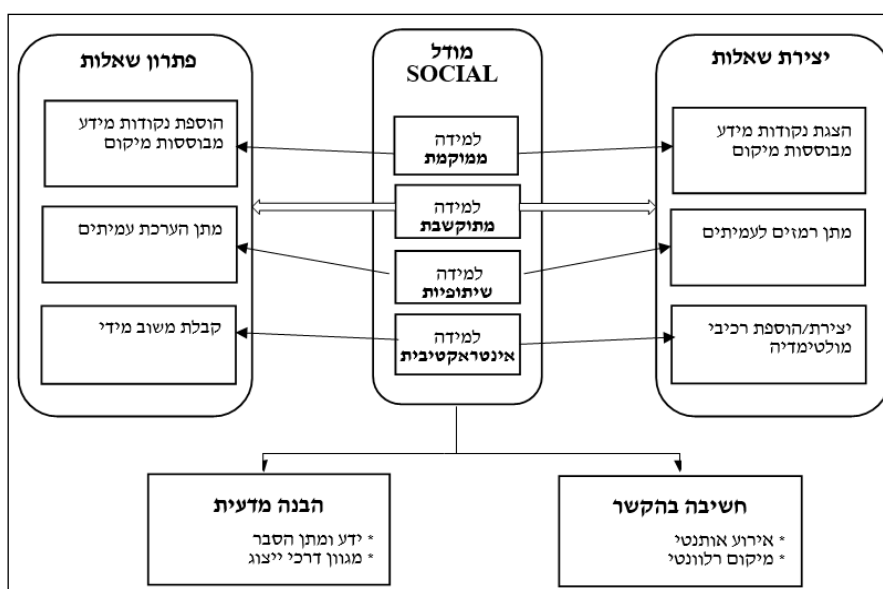 יצירת שאלות
הצגת נקודות מידע
מבוססות מיקום
מתן רמזים לעמיתים
יצירת/הוספת רכיבי
מולטימדיה
מודל
SOCIAL
למידה
ממוקמת
למידה
מתוקשבת
למידה
שיתופיות
למידה
אינטראקטיבית
פתרון שאלות
הוספת נקודות מידע
מבוססות מיקום
מתן הערכת עמיתים
קבלת משוב מידי
חשיבה בהקשר
* אירוע אותנטי
* מיקום רלוונטי
הבנה מדעית
* ידע ומתן הסבר
* מגוון דרכי ייצוג